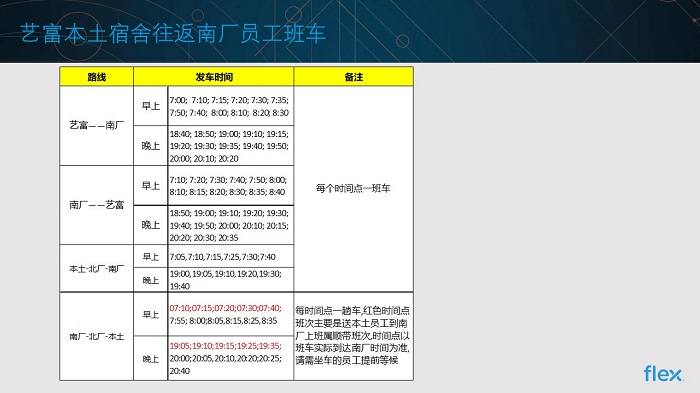 艺富本土宿舍往返南厂员工班车
路线 发车时间 备注
艺富——南厂
早上
7:00; 7:10; 7:15; 7:20; 7:30; 7:35;
7:50; 7:40; 8:00; 8:10; 8:20; 8:30
晚上
18:40; 18:50; 19:00; 19:10; 19:15;
19:20; 19:30; 19:35; 19:40; 19:50;
20:00; 20:10; 20:20
南厂——艺富
早上
7:10; 7:20; 7:30; 7:40; 7:50; 8:00;
8:10; 8:15; 8:20; 8:30; 8:35; 8:40
晚上
18:50; 19:00; 19:10; 19:20; 19:30;
19:40; 19:50; 20:00; 20:10; 20:15;
20:20; 20:30; 20:35
本土-北厂-南厂
早上
7:05,7:10,7:15,7:25,7:30;7:40
晚上
19:00,19:05,19:10,19:20,19:30;
19:40
每个时间点一班车
南厂-北厂-本土
早上
07:10;07:15;07:20;07:30;07:40;
7:55; 8:00;8:05,8:15,8:25,8:35
晚上
19:05;19:10;19:15;19:25;19:35;
20:00;20:05,20:10,20:20;20:25;
20:40
每时间点一趟车,红色时间点
班次主要是送本土员工到南
厂上班属顺带班次,时间点以
班车实际到达南厂时间为准,
请需坐车的员工提前等候
flex